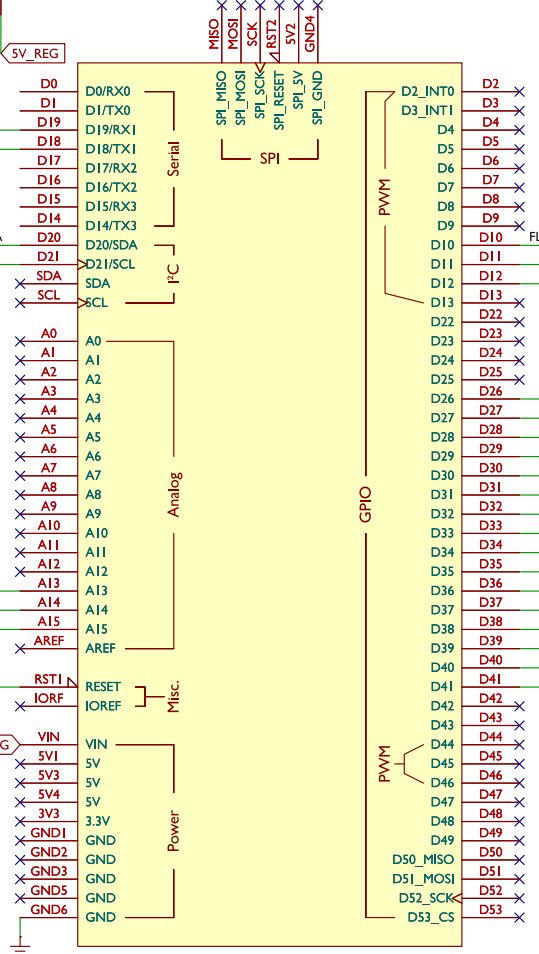 MISO MOSI SCK RST2 5V2 GND4
5V_REG
SPI_MISO SPI_MOSI SPI_SCK SPI_RESET SPI_5V SPI_GND
SPI
D0 D0/RX0
D1 D1/TX0
D19 D19/RX1
D18 D18/TX1
D17 D17/RX2
D16 D16/TX2
D15 D15/RX3
D14 D14/TX3
Serial
D20 D20/SDA
D21 D21/SCL
SDA SDA
SCL SCL
I²C
A0 A0
A1 A1
A2 A2
A3 A3
A4 A4
A5 A5
A6 A6
A7 A7
A8 A8
A9 A9
A10 A10
A11 A11
A12 A12
A13 A13
A14 A14
A15 A15
AREF AREF
Analog
RST1 RESET
IORF IOREF
Misc.
G
VIN VIN
5V1 5V
5V3 5V
5V4 5V
3V3 3.3V
GND1 GND
GND2 GND
GND3 GND
GND5 GND
GND6 GND
Power
D2_INT0 D2
D3_INT1 D3
D4 D4
D5 D5
D6 D6
D7 D7
D8 D8
D9 D9
D10 D10 FL
D11 D11
D12 D12
D13 D13
PWM
D22 D22
D23 D23
D24 D24
D25 D25
D26 D26
D27 D27
D28 D28
D29 D29
D30 D30
D31 D31
D32 D32
D33 D33
D34 D34
D35 D35
D36 D36
D37 D37
D38 D38
D39 D39
D40 D40
D41 D41
D42 D42
D43 D43
D44 D44
D45 D45
D46 D46
PWM
D47 D47
D48 D48
D49 D49
D50_MISO D50
D51_MOSI D51
D52_SCK D52
D53_CS D53
GPIO